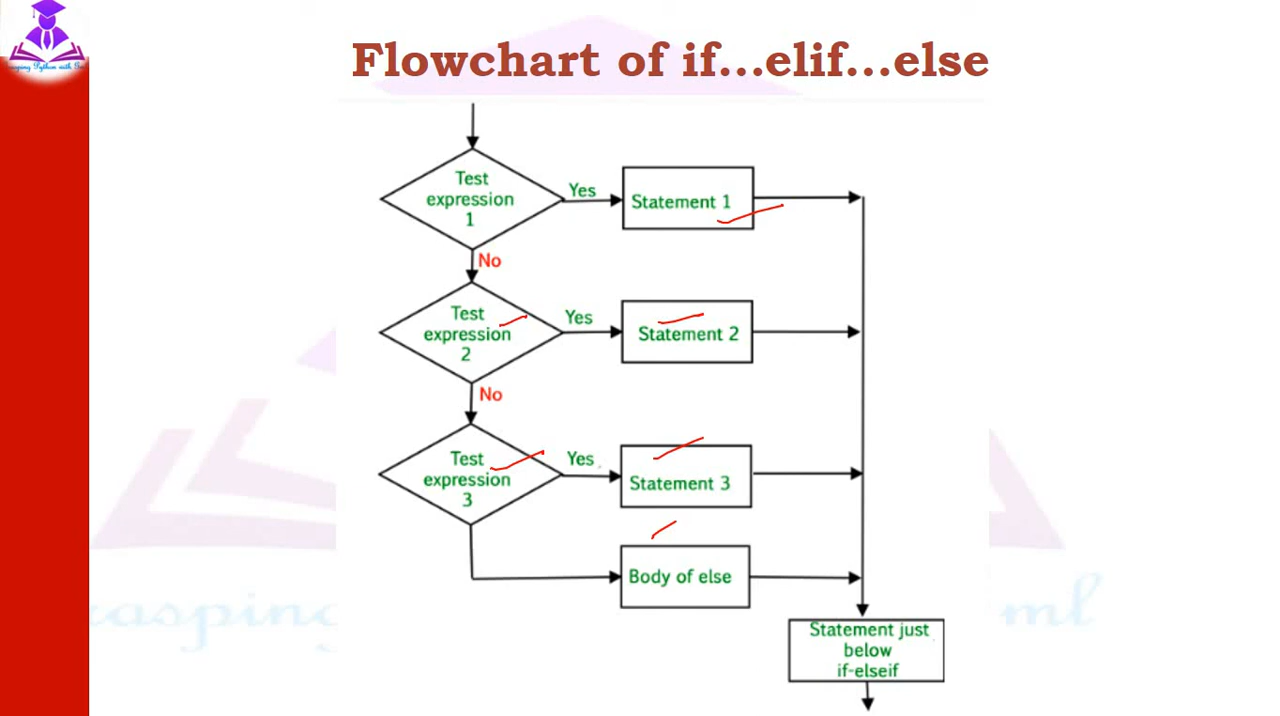 Flowchart of if...elif...else
Test
expression
1
Yes
Statement 1
No
Test
expression
2
Yes
Statement 2
No
Test
expression
3
Yes
Statement 3
Body of else
Statement just
below
if-elseif